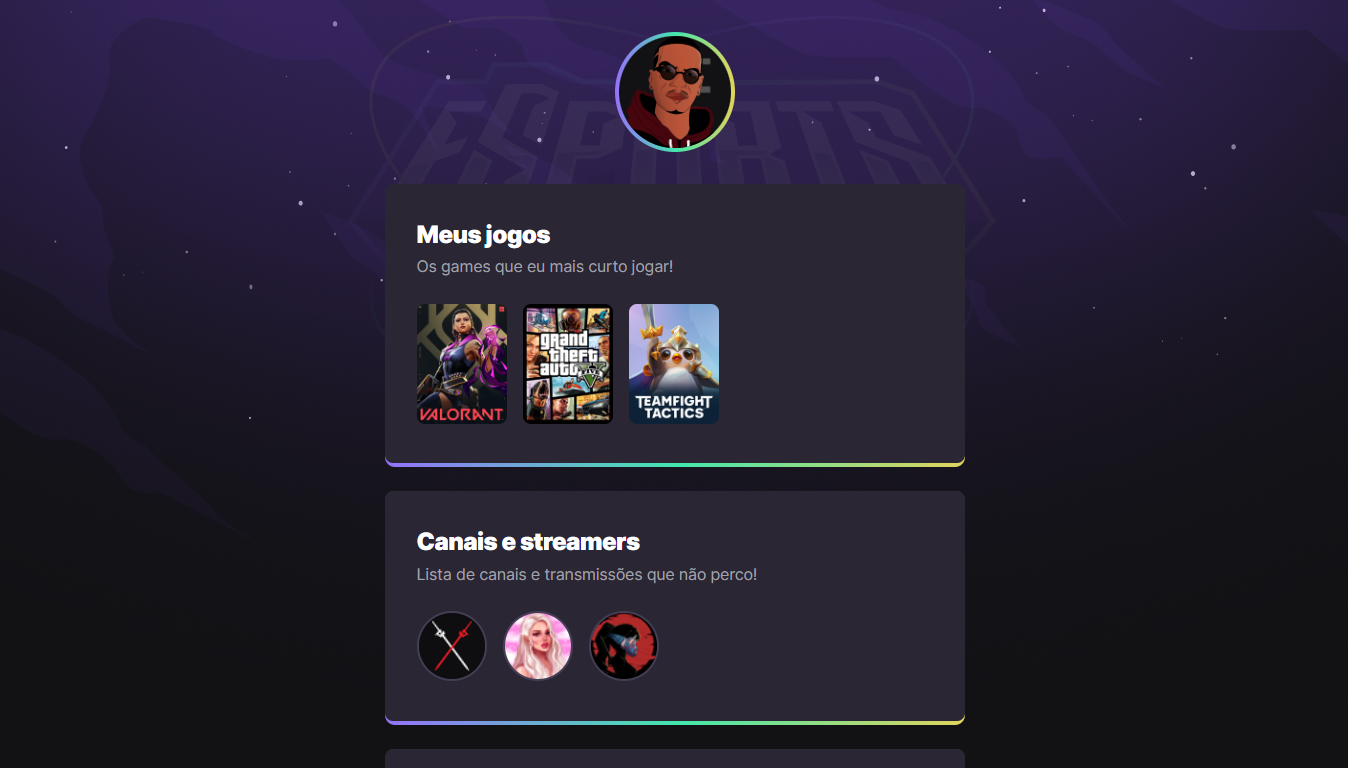 ESPORTS
Meus jogos
Os games que eu mais curto jogar!
VALORANT
grand
theft
auto
V
FIVE
TEAMFIGHT
TACTICS
Canais e streamers
Lista de canais e transmissões que não perco!